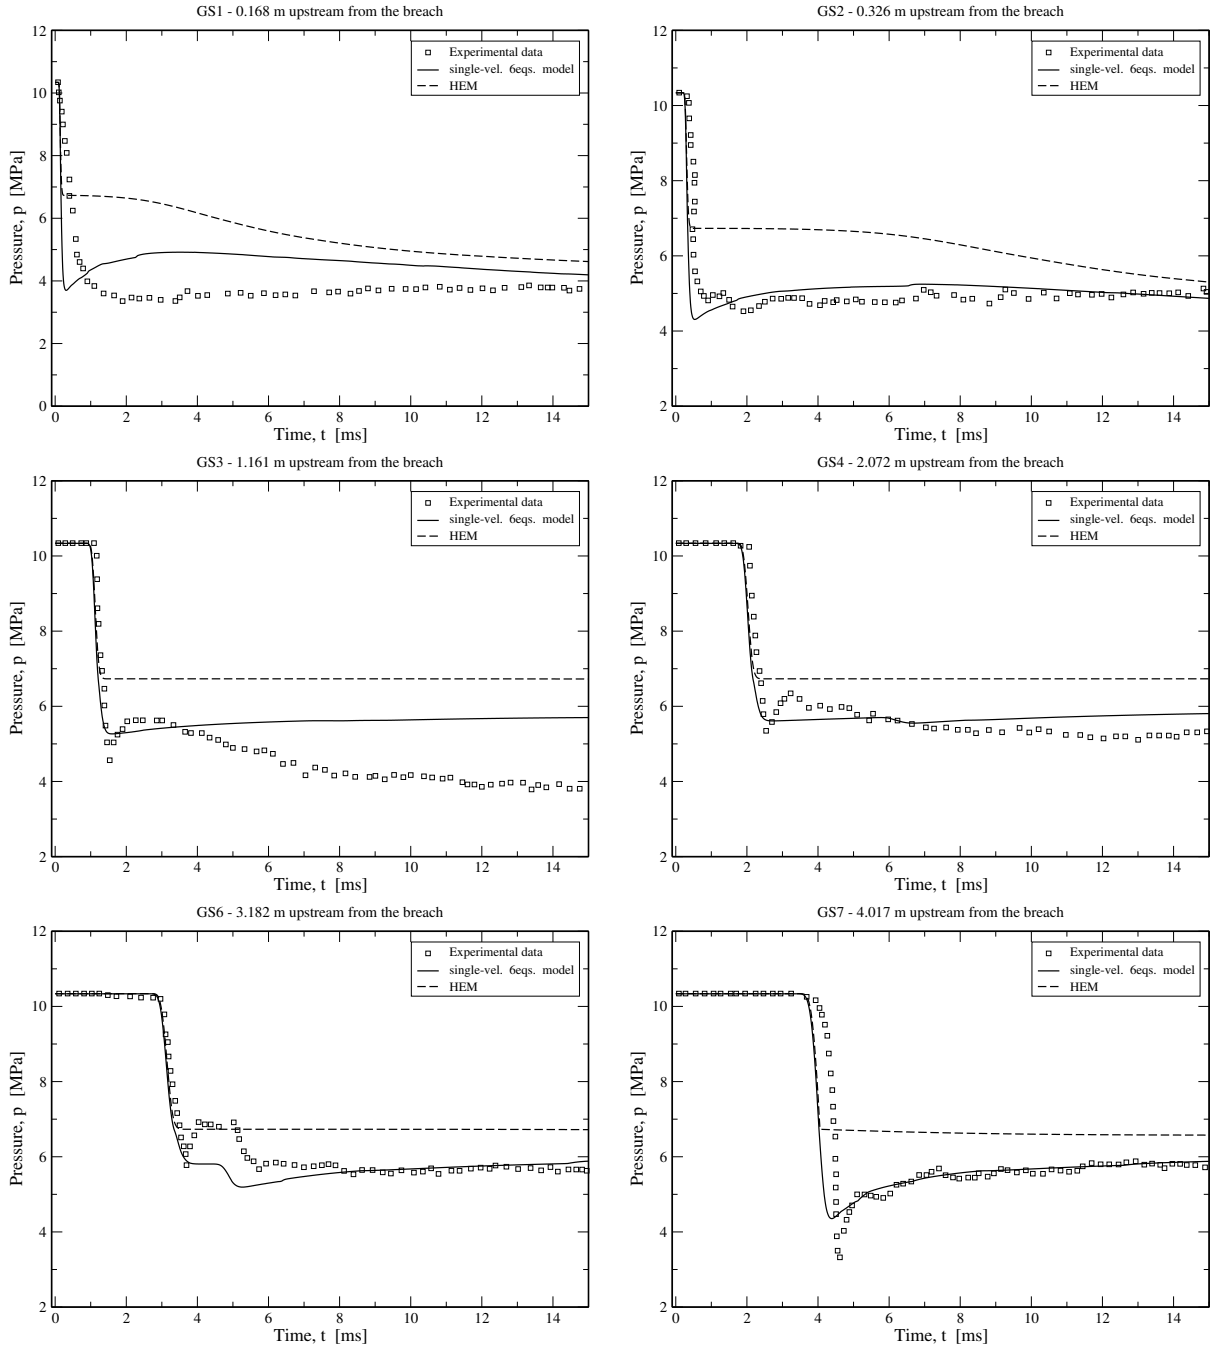 GS1 - 0.168 m upstream from the breach
12
10
8
6
4
2
0
Pressure, p [MPa]
Experimental data
single-vel. 6eqs. model
HEM
0 2 4 6 8 10 12 14
Time, t [ms]
GS2 - 0.326 m upstream from the breach
12
10
8
6
4
2
Pressure, p [MPa]
Experimental data
single-vel. 6eqs. model
HEM
0 2 4 6 8 10 12 14
Time, t [ms]
GS3 - 1.161 m upstream from the breach
12
10
8
6
4
2
Pressure, p [MPa]
Experimental data
single-vel. 6eqs. model
HEM
0 2 4 6 8 10 12 14
Time, t [ms]
GS4 - 2.072 m upstream from the breach
12
10
8
6
4
2
Pressure, p [MPa]
Experimental data
single-vel. 6eqs. model
HEM
0 2 4 6 8 10 12 14
Time, t [ms]
GS6 - 3.182 m upstream from the breach
12
10
8
6
4
2
Pressure, p [MPa]
Experimental data
single-vel. 6eqs. model
HEM
0 2 4 6 8 10 12 14
Time, t [ms]
GS7 - 4.017 m upstream from the breach
12
10
8
6
4
2
Pressure, p [MPa]
Experimental data
single-vel. 6eqs. model
HEM
0 2 4 6 8 10 12 14
Time, t [ms]